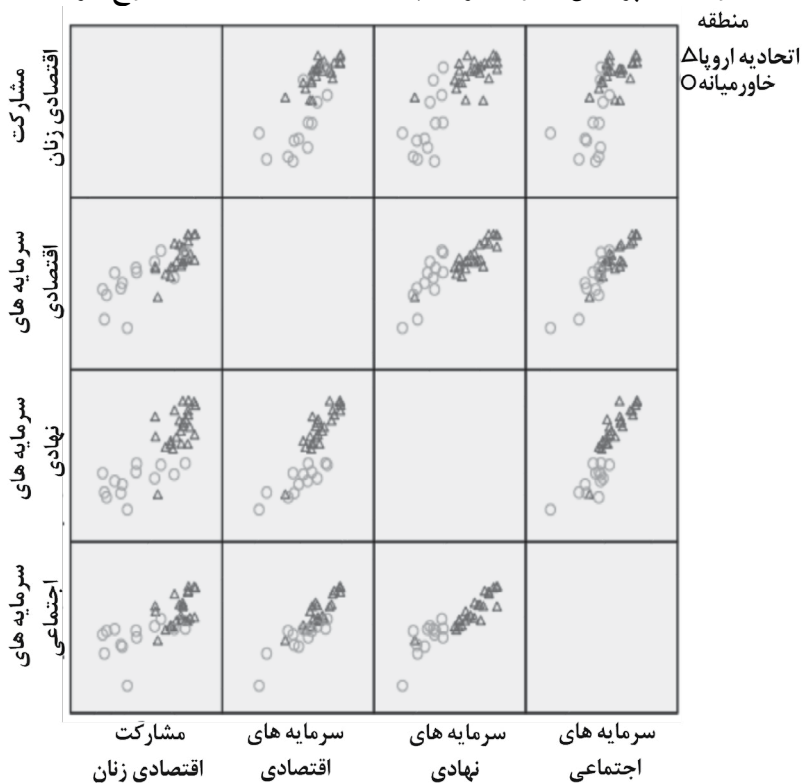 منطقه
اتحادیه اروپا
خاورمیانه
مشارکت
اقتصادی زنان
سرمایه های
اقتصادی
سرمایه های
نهادی
سرمایه های
اجتماعی
مشارکت
اقتصادی زنان
سرمایه های
اقتصادی
سرمایه های
نهادی
سرمایه های
اجتماعی